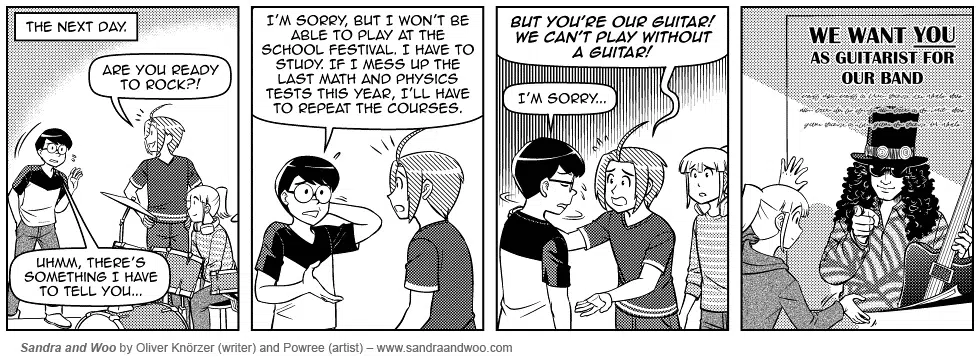 THE NEXT DAY.
ARE YOU READY
TO ROCK?!
UHMM, THERE'S
SOMETHING I HAVE
TO TELL YOU...
I'M SORRY, BUT I WON'T BE
ABLE TO PLAY AT THE
SCHOOL FESTIVAL. I HAVE TO
STUDY. IF I MESS UP THE
LAST MATH AND PHYSICS
TESTS THIS YEAR, I'LL HAVE
TO REPEAT THE COURSES.
BUT YOU'RE OUR GUITAR!
WE CAN'T PLAY WITHOUT
A GUITAR!
I'M SORRY...
WE WANT YOU
AS GUITARIST FOR
OUR BAND
Sandra and Woo by Oliver Knörzer (writer) and Powree (artist) – www.sandraandwoo.com